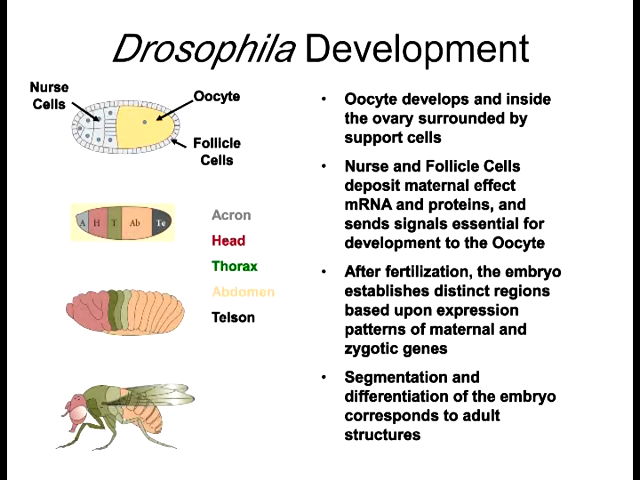 Drosophila Development
Nurse
Cells
Oocyte
Follicle
Cells
A H T Ab Te
Acron
Head
Thorax
Abdomen
Telson
• Oocyte develops and inside
the ovary surrounded by
support cells
• Nurse and Follicle Cells
deposit maternal effect
mRNA and proteins, and
sends signals essential for
development to the Oocyte
• After fertilization, the embryo
establishes distinct regions
based upon expression
patterns of maternal and
zygotic genes
• Segmentation and
differentiation of the embryo
corresponds to adult
structures